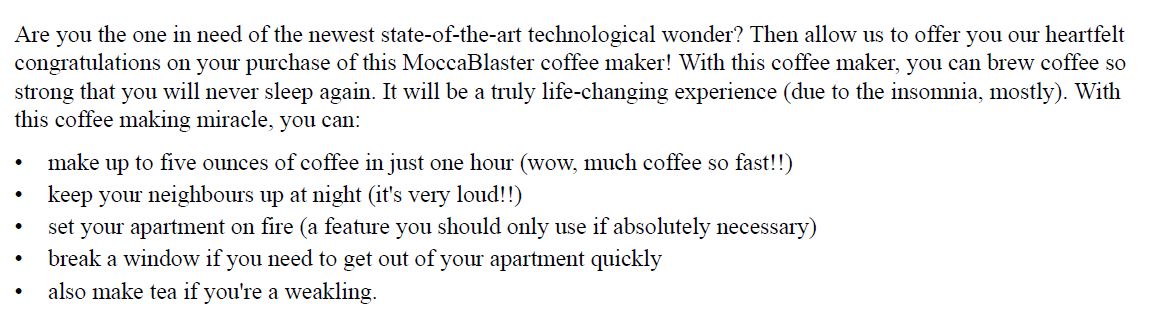 Are you the one in need of the newest state-of-the-art technological wonder? Then allow us to offer you our heartfelt
congratulations on your purchase of this MoccaBlaster coffee maker! With this coffee maker, you can brew coffee so
strong that you will never sleep again. It will be a truly life-changing experience (due to the insomnia, mostly). With
this coffee making miracle, you can:
• make up to five ounces of coffee in just one hour (wow, much coffee so fast!!)
• keep your neighbours up at night (it's very loud!!)
• set your apartment on fire (a feature you should only use if absolutely necessary)
• break a window if you need to get out of your apartment quickly
• also make tea if you're a weakling.